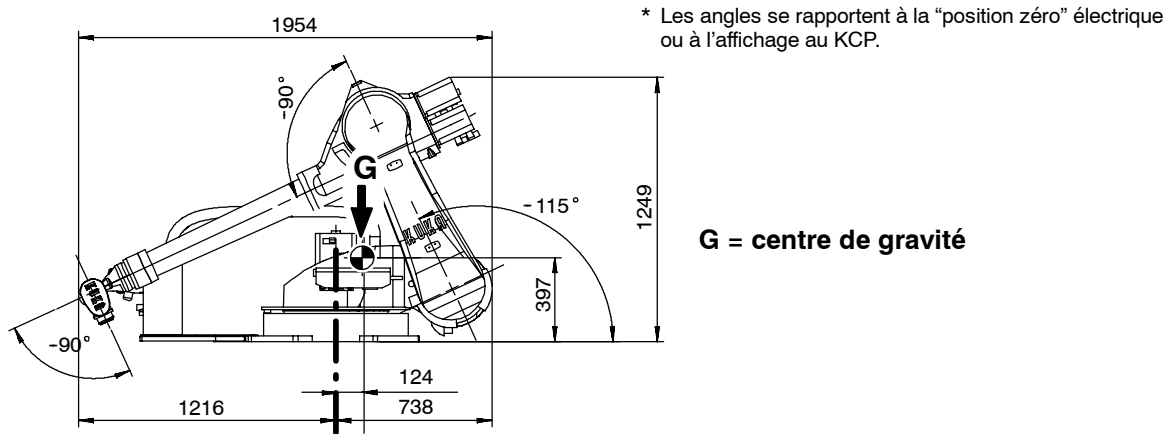 * Les angles se rapportent à la “position zéro” électrique
ou à l’affichage au KCP.
1954
-90°
G
1249
-115°
KUKA
G = centre de gravité
397
-90°
124
1216
738